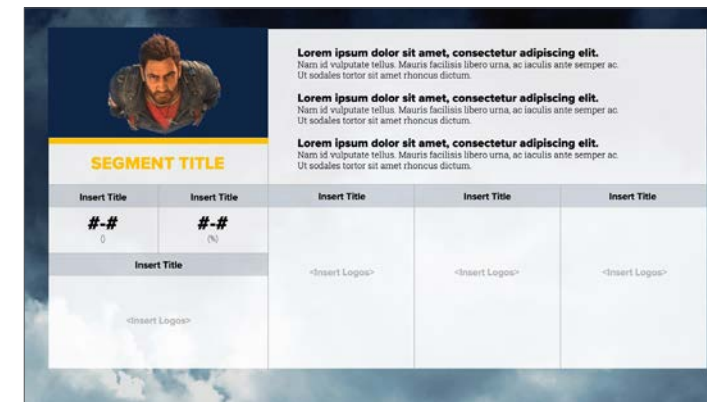 Lorem ipsum dolor sit amet, consectetur adipiscing elit.
Nam id vulputate tellus. Mauris facilisis libero urna, ac iaculis ante semper ac.
Ut sodales tortor sit amet rhoncus dictum.
Lorem ipsum dolor sit amet, consectetur adipiscing elit.
Nam id vulputate tellus. Mauris facilisis libero urna, ac iaculis ante semper ac.
Ut sodales tortor sit amet rhoncus dictum.
Lorem ipsum dolor sit amet, consectetur adipiscing elit.
Nam id vulputate tellus. Mauris facilisis libero urna, ac iaculis ante semper ac.
Ut sodales tortor sit amet rhoncus dictum.
SEGMENT TITLE
Insert Title
Insert Title
Insert Title
Insert Title
Insert Title
#-#
#-#
()
(%)
Insert Title
<Insert Logos>
<Insert Logos>
<Insert Logos>
<Insert Logos>